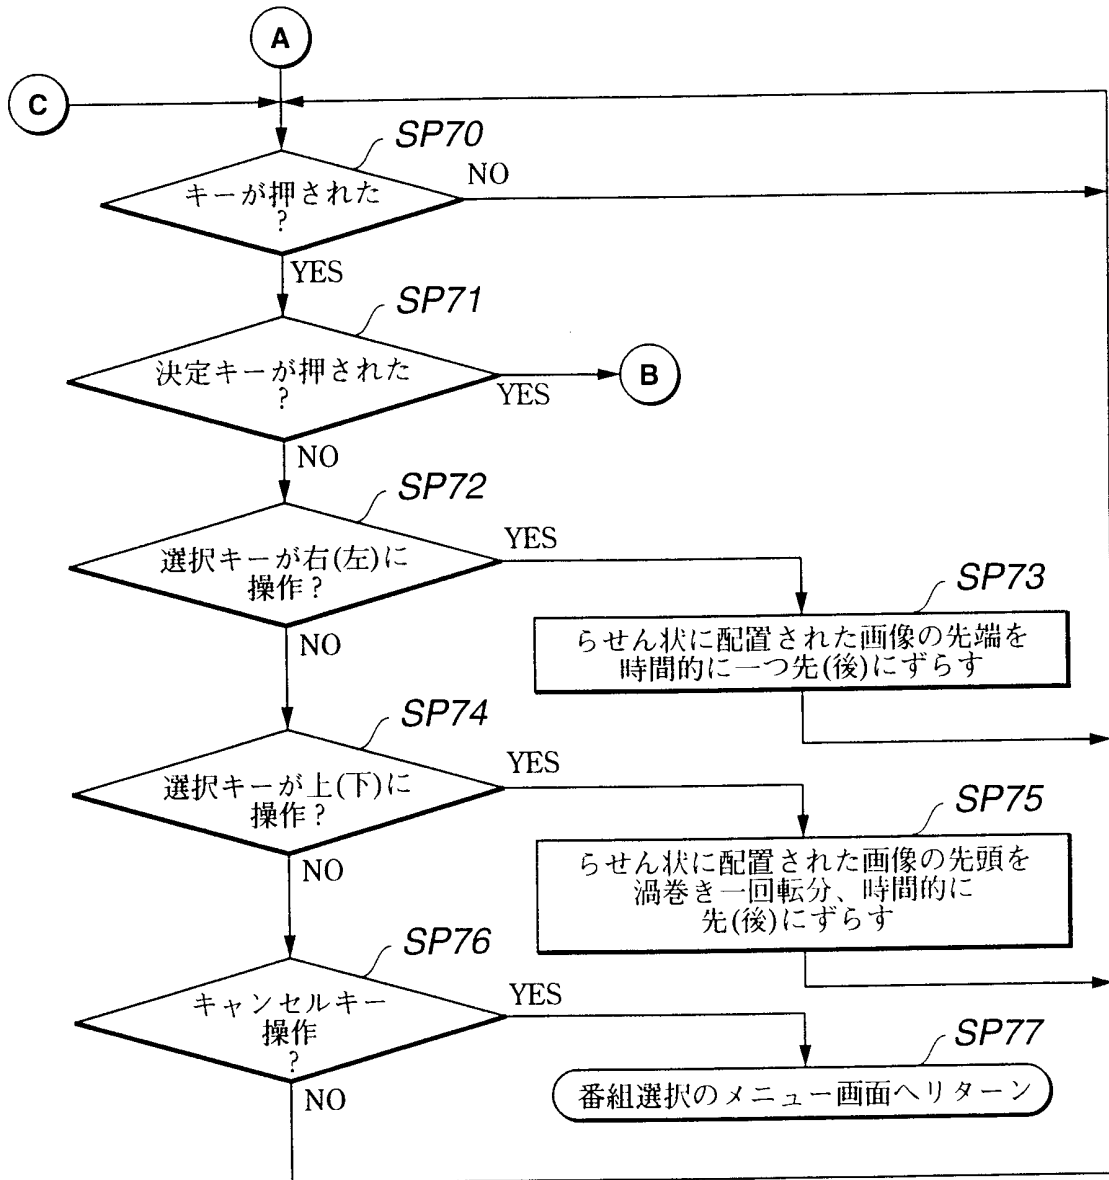 A
C
SP70
キーが押された
?
NO
YES
SP71
決定キーが押された
?
YES
B
NO
SP72
選択キーが右(左)に
操作?
YES
NO
SP73
らせん状に配置された画像の先端を
時間的に一つ先(後)にずらす
SP74
選択キーが上(下)に
操作?
YES
NO
SP75
らせん状に配置された画像の先頭を
渦巻き一回転分、時間的に
先(後)にずらす
SP76
キャンセルキー
操作
?
YES
NO
SP77
番組選択のメニュー画面へリターン